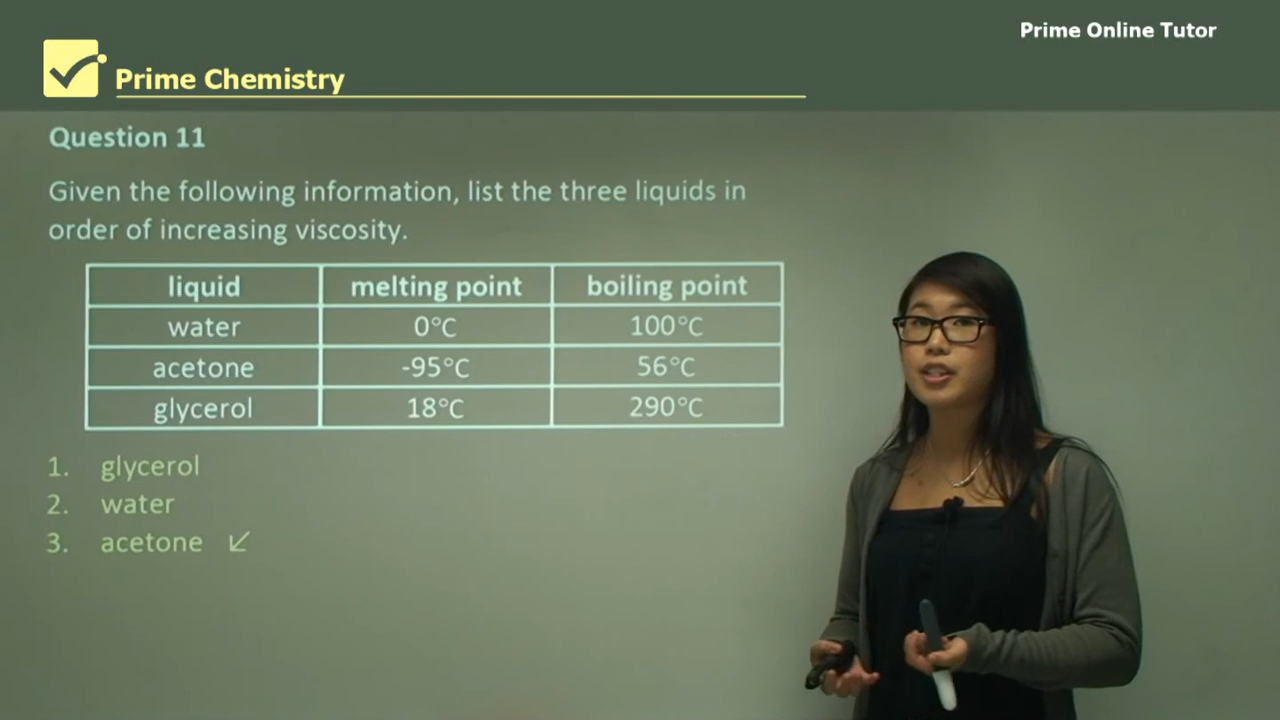 Prime Online Tutor
Prime Chemistry
Question 11
Given the following information, list the three liquids in
order of increasing viscosity.
liquid melting point boiling point
water 0°C 100°C
acetone -95°C 56°C
glycerol 18°C 290°C
1. glycerol
2. water
3. acetone